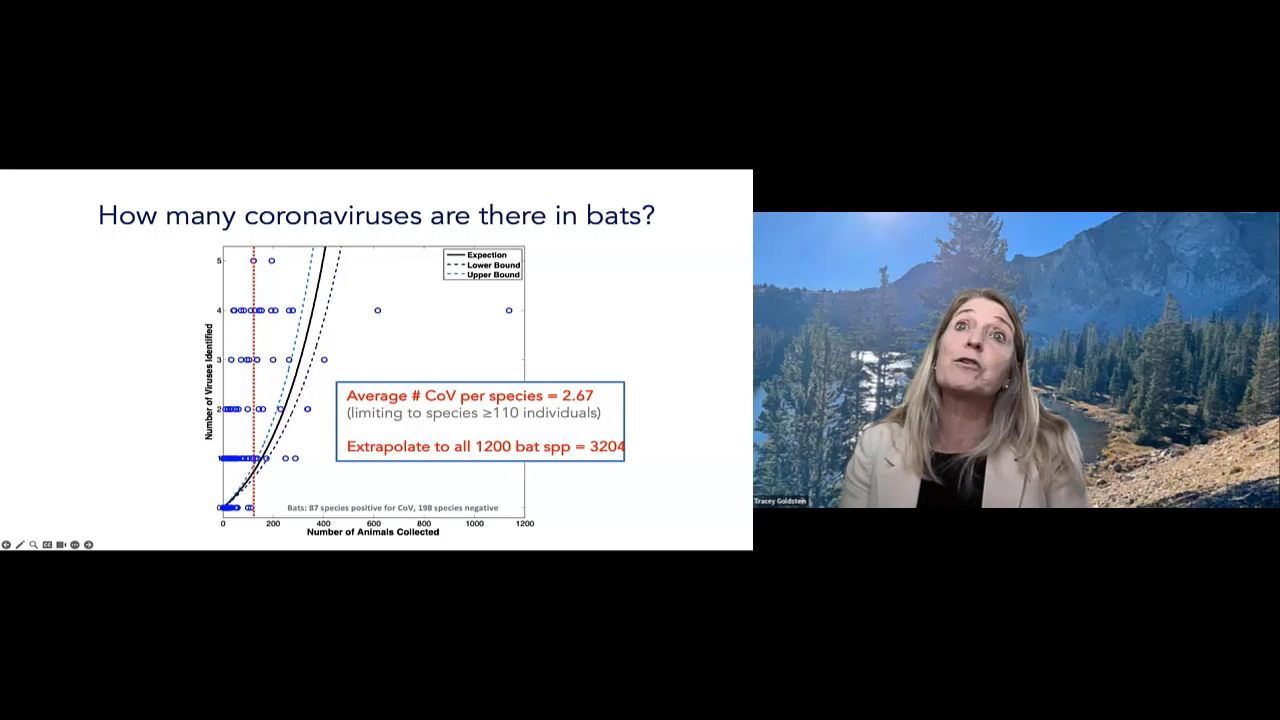 How many coronaviruses are there in bats?
Expection
Lower Bound
Upper Bound
Number of Viruses Identified
5
4
3
2
1
0
Average # CoV per species = 2.67
(limiting to species ≥110 individuals)
Extrapolate to all 1200 bat spp = 3204
Bats: 87 species positive for CoV, 198 species negative
0
200
400
600
800
1000
1200
Number of Animals Collected
Tracey Goldstein